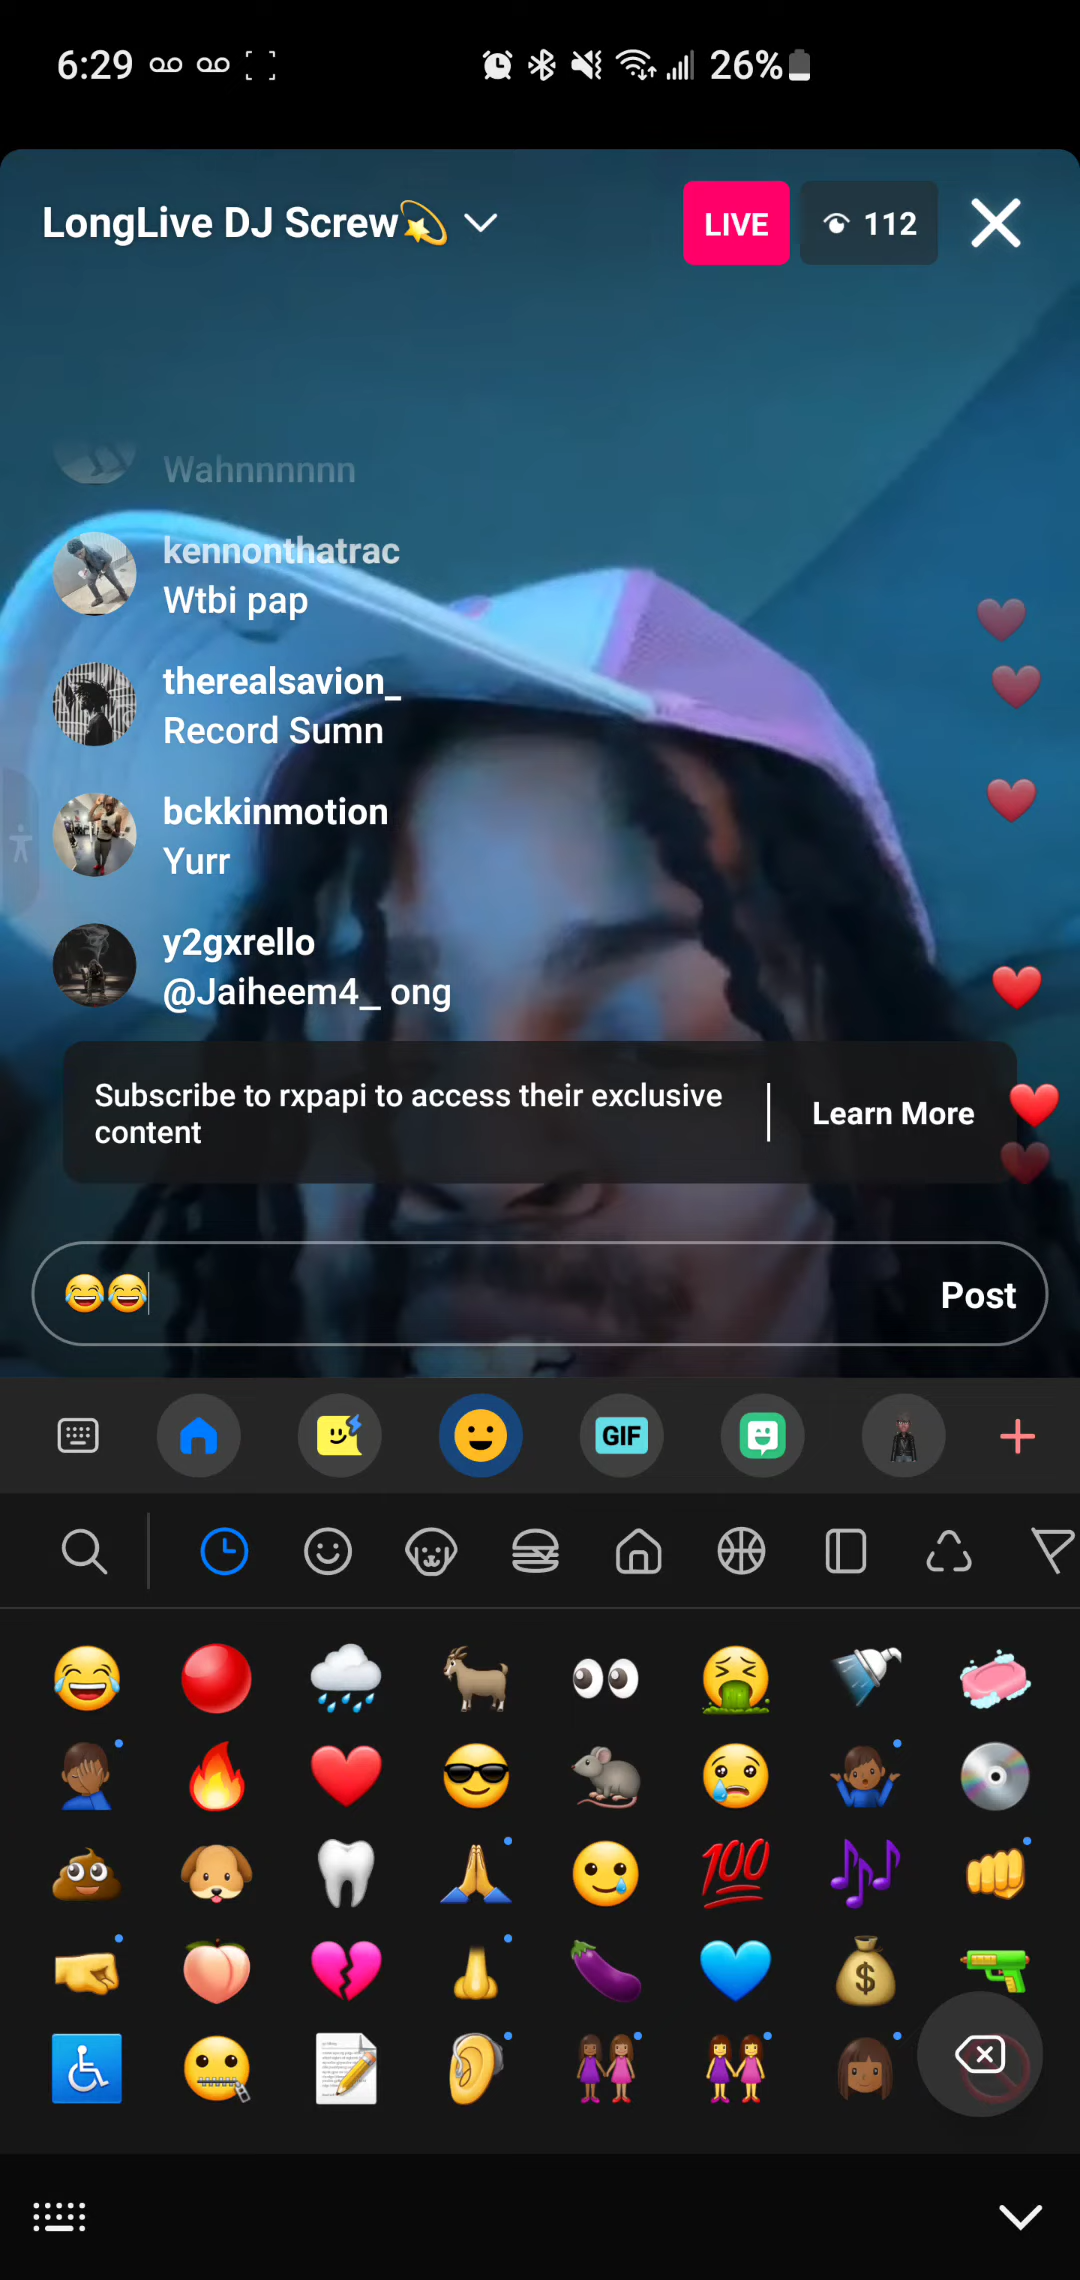 6:29 26%
LongLive DJ Screw💫 LIVE 112
Wahnnnnnn
kennonthatrac
Wtbi pap
therealsavion_
Record Sumn
bckkinmotion
Yurr
y2gxrello
@Jaiheem4_ ong
Subscribe to rxpapi to access their exclusive
content
Learn More
😂😂 Post
GIF
100